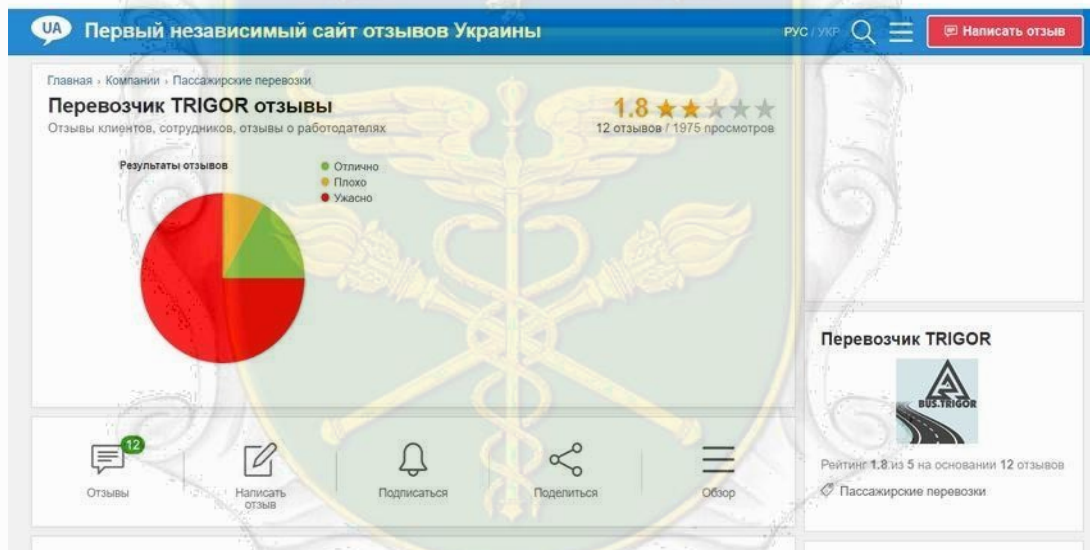 UA
Первый независимый сайт отзывов Украины
РУС / УКР
Написать отзыв
Главная › Компании › Пассажирские перевозки
Перевозчик TRIGOR отзывы
Отзывы клиентов, сотрудников, отзывы о работодателях
1.8
12 отзывов / 1975 просмотров
Результаты отзывов
Отлично
Плохо
Ужасно
Перевозчик TRIGOR
BUS.TRIGOR
Рейтинг 1.8 из 5 на основании 12 отзывов
Пассажирские перевозки
12
Отзывы
Написать
отзыв
Подписаться
Поделиться
Обзор